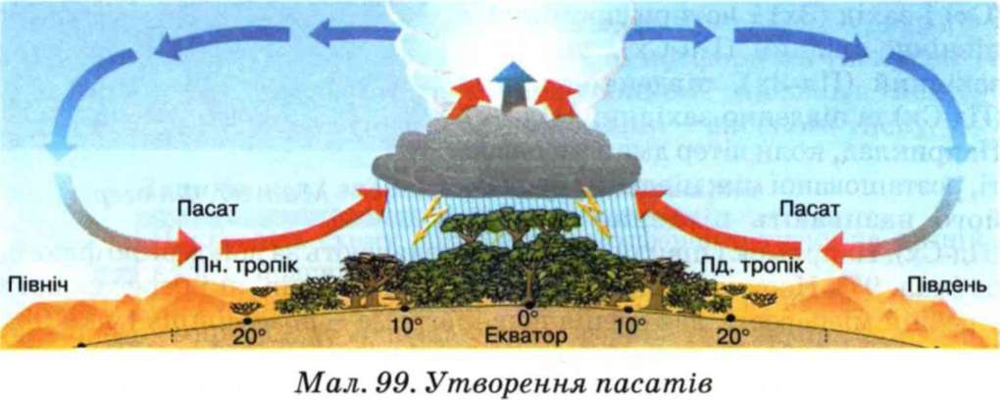 Пасат
Пасат
Пн. тропік
Пд. тропік
Північ
Південь
20°
10°
0°
10°
20°
Екватор
Мал. 99. Утворення пасатів